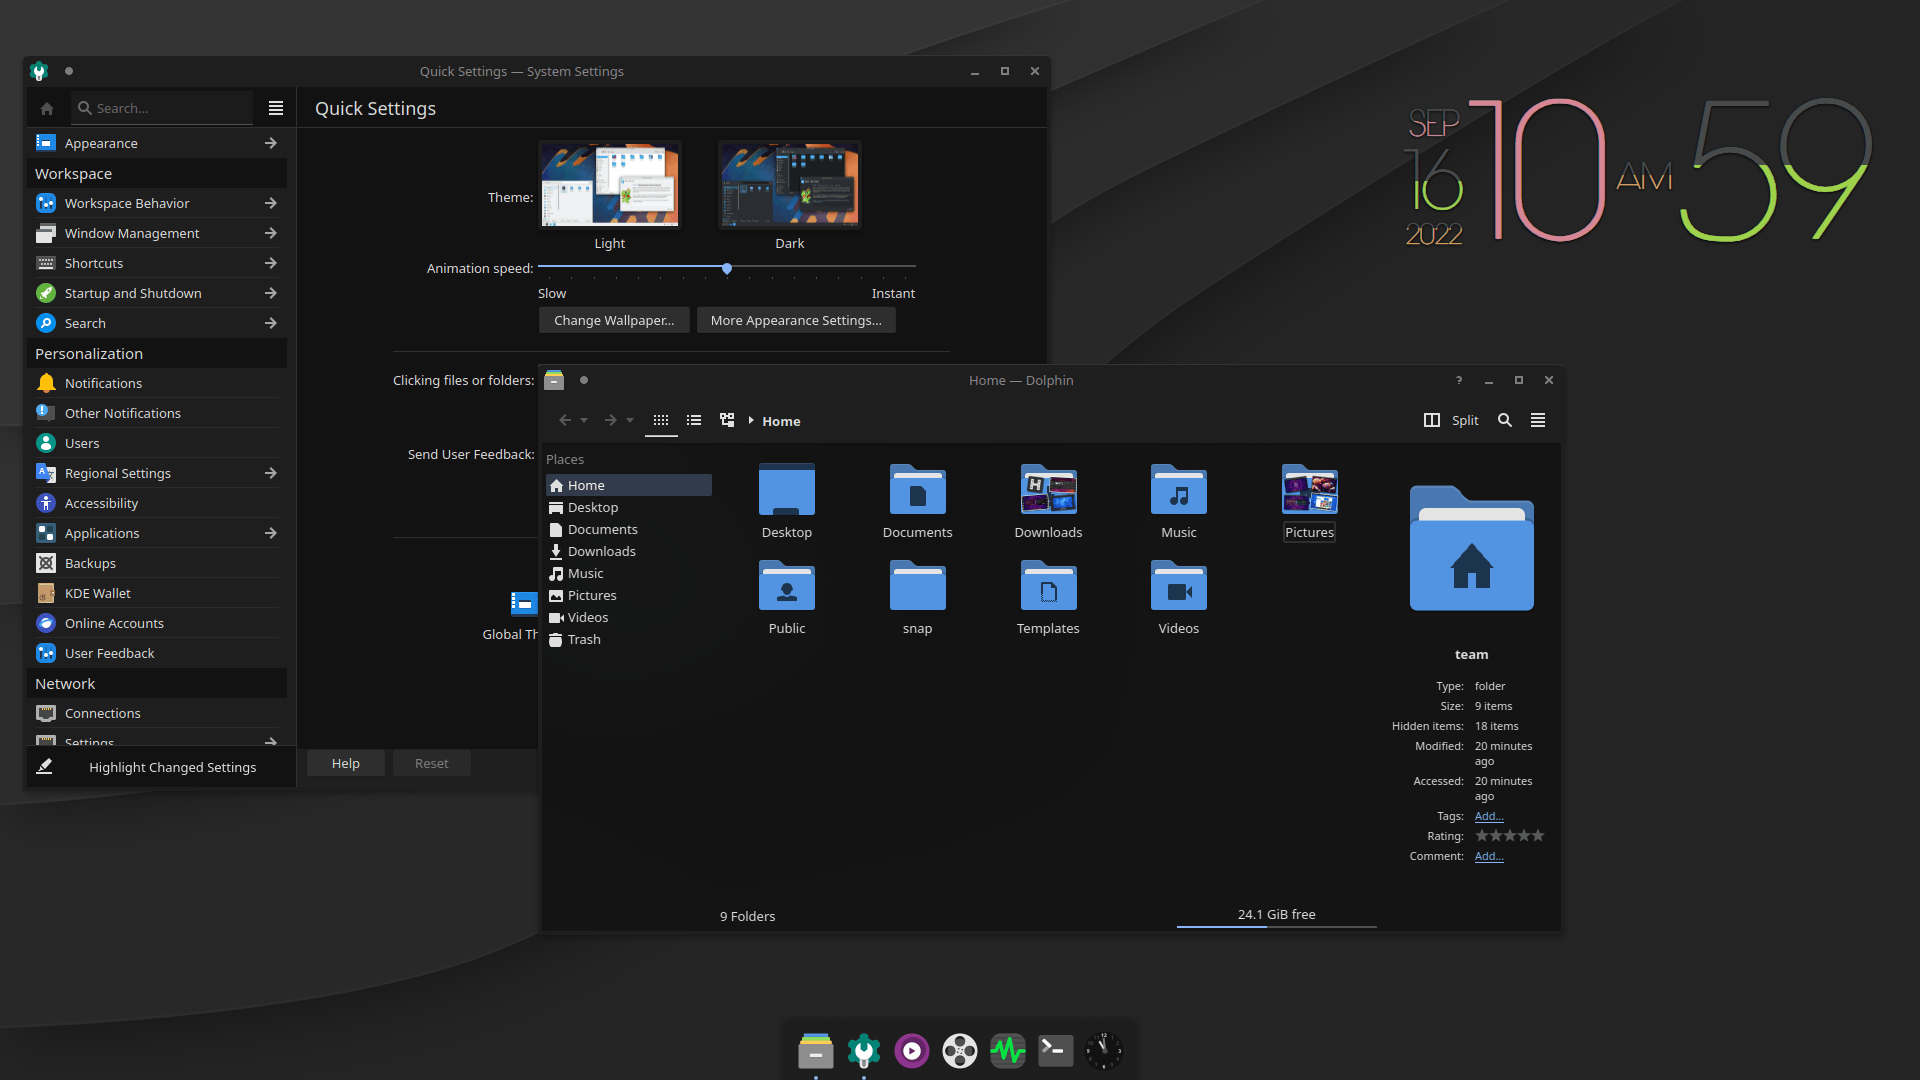 Quick Settings — System Settings
Search...
Quick Settings
Appearance
Workspace
Workspace Behavior
Window Management
Shortcuts
Startup and Shutdown
Search
Personalization
Notifications
Other Notifications
Users
Regional Settings
Accessibility
Applications
Backups
KDE Wallet
Online Accounts
User Feedback
Network
Connections
Settings
Highlight Changed Settings
Theme:
Light
Dark
Animation speed:
Slow
Instant
Change Wallpaper...
More Appearance Settings...
Clicking files or folders:
Send User Feedback:
Global Th
Help
Reset
SEP
16
2022
10
AM
59
Home — Dolphin
Home
Split
Places
Home
Desktop
Documents
Downloads
Music
Pictures
Videos
Trash
Desktop
Documents
Downloads
Music
Pictures
Public
snap
Templates
Videos
team
Type: folder
Size: 9 items
Hidden items: 18 items
Modified: 20 minutes
ago
Accessed: 20 minutes
ago
Tags: Add...
Rating:
Comment: Add...
9 Folders
24.1 GiB free